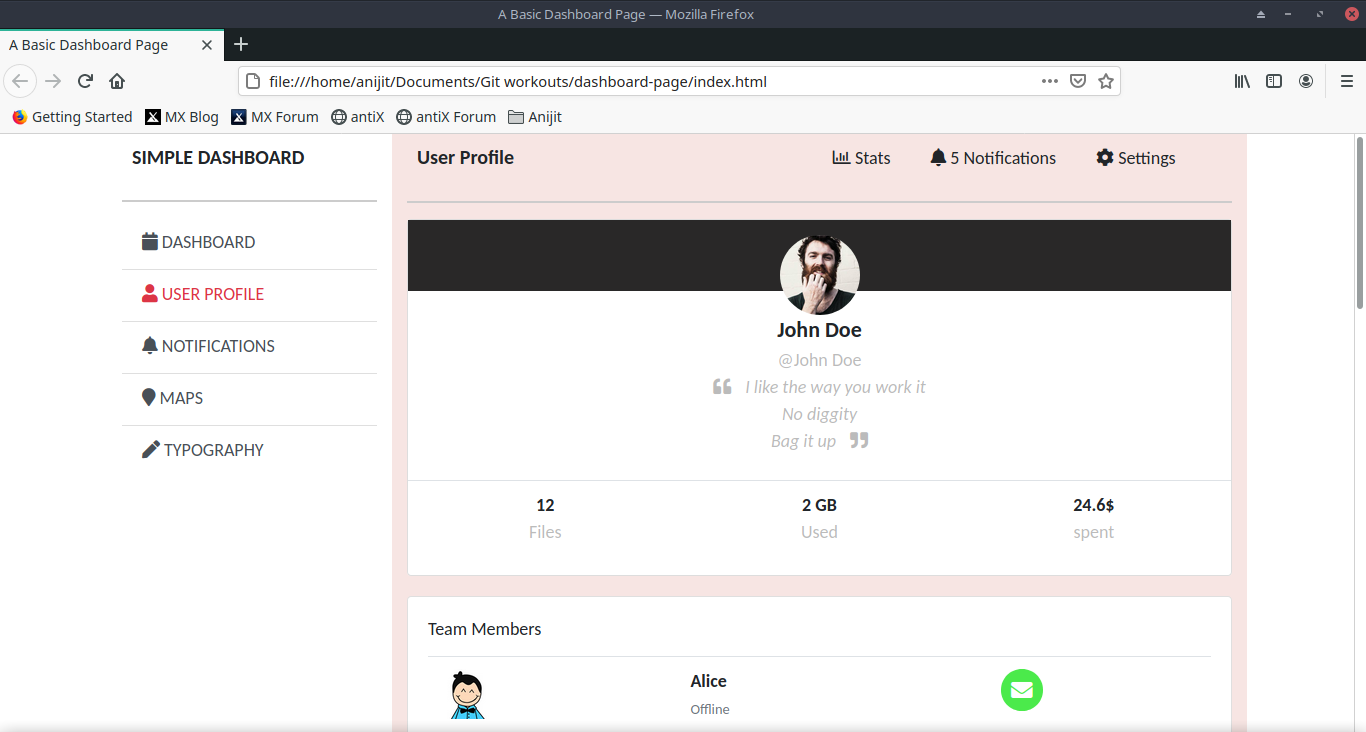 A Basic Dashboard Page — Mozilla Firefox
A Basic Dashboard Page
file:///home/anijit/Documents/Git workouts/dashboard-page/index.html
Getting Started MX Blog MX Forum antiX antiX Forum Anijit
SIMPLE DASHBOARD
DASHBOARD
USER PROFILE
NOTIFICATIONS
MAPS
TYPOGRAPHY
User Profile Stats 5 Notifications Settings
John Doe
@John Doe
“ I like the way you work it
No diggity
Bag it up ”
12 2 GB 24.6$
Files Used spent
Team Members
Alice
Offline